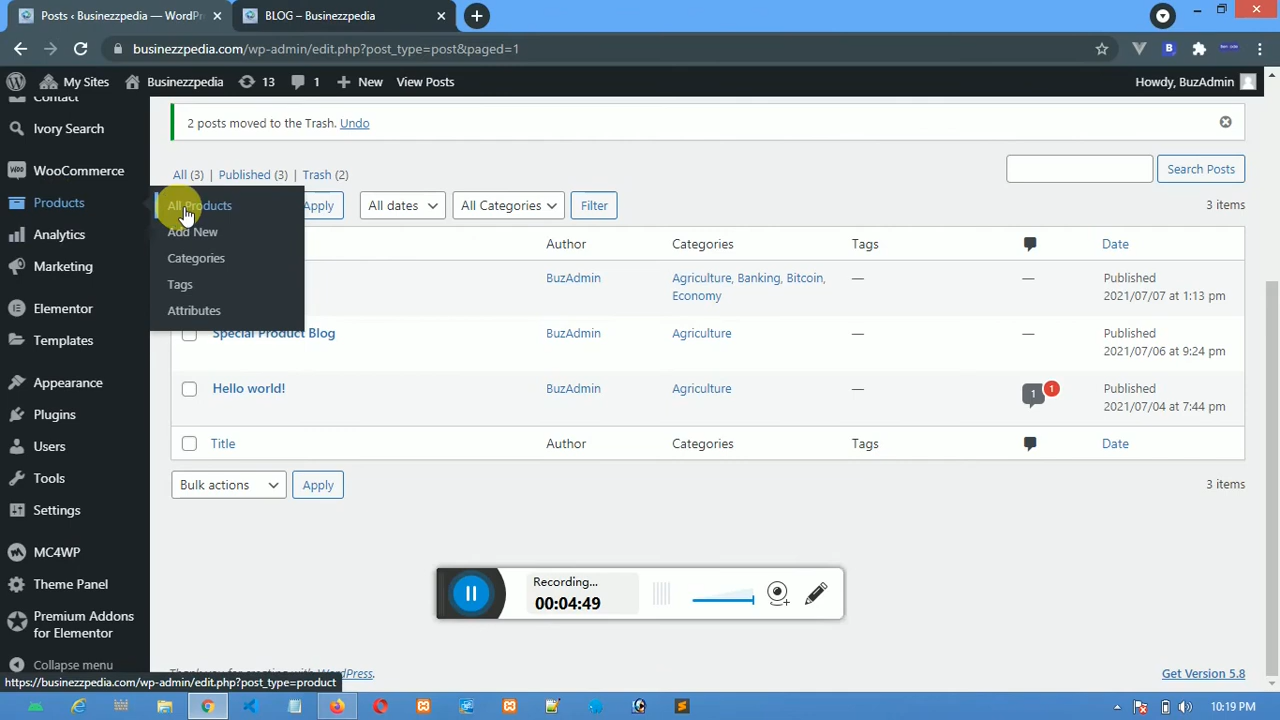 Posts ‹ Businezzpedia — WordPr
BLOG – Businezzpedia
businezzpedia.com/wp-admin/edit.php?post_type=post&paged=1
My Sites
Businezzpedia
13
1
New
View Posts
Howdy, BuzAdmin
Contact
Ivory Search
WooCommerce
Products
Analytics
Marketing
Elementor
Templates
Appearance
Plugins
Users
Tools
Settings
MC4WP
Theme Panel
Premium Addons
for Elementor
Collapse menu
All Products
Add New
Categories
Tags
Attributes
2 posts moved to the Trash. Undo
All (3) | Published (3) | Trash (2)
Search Posts
Apply
All dates
All Categories
Filter
3 items
Author
Categories
Tags
Date
BuzAdmin
Agriculture, Banking, Bitcoin,
Economy
—
—
Published
2021/07/07 at 1:13 pm
Special Product Blog
BuzAdmin
Agriculture
—
—
Published
2021/07/06 at 9:24 pm
Hello world!
BuzAdmin
Agriculture
—
1
1
Published
2021/07/04 at 7:44 pm
Title
Author
Categories
Tags
Date
Bulk actions
Apply
3 items
Recording...
00:04:49
Thank you for creating with WordPress.
Get Version 5.8
https://businezzpedia.com/wp-admin/edit.php?post_type=product
10:19 PM